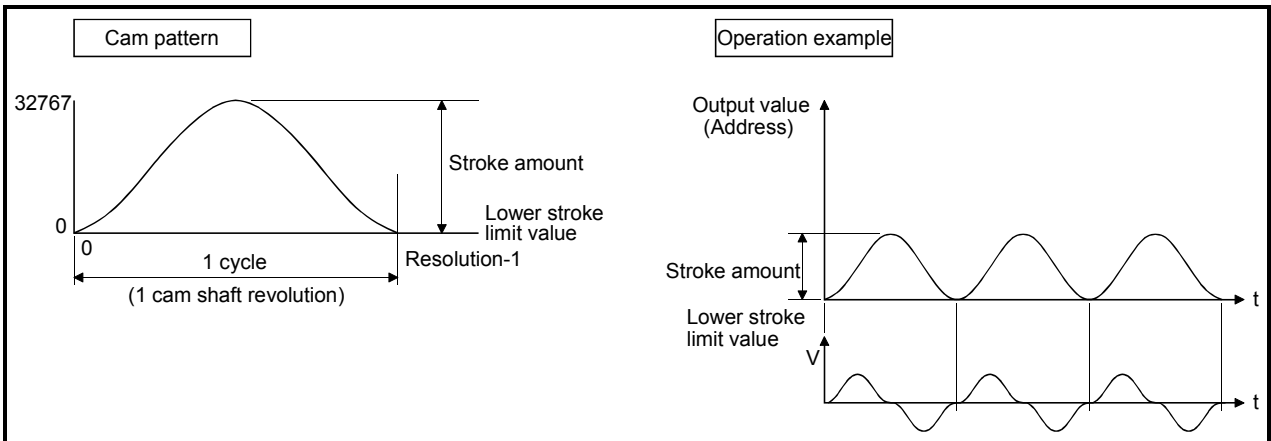 Cam pattern
32767
Stroke amount
Lower stroke
limit value
0
0
1 cycle
Resolution-1
(1 cam shaft revolution)
Operation example
Output value
(Address)
Stroke amount
t
Lower stroke
limit value
V
t